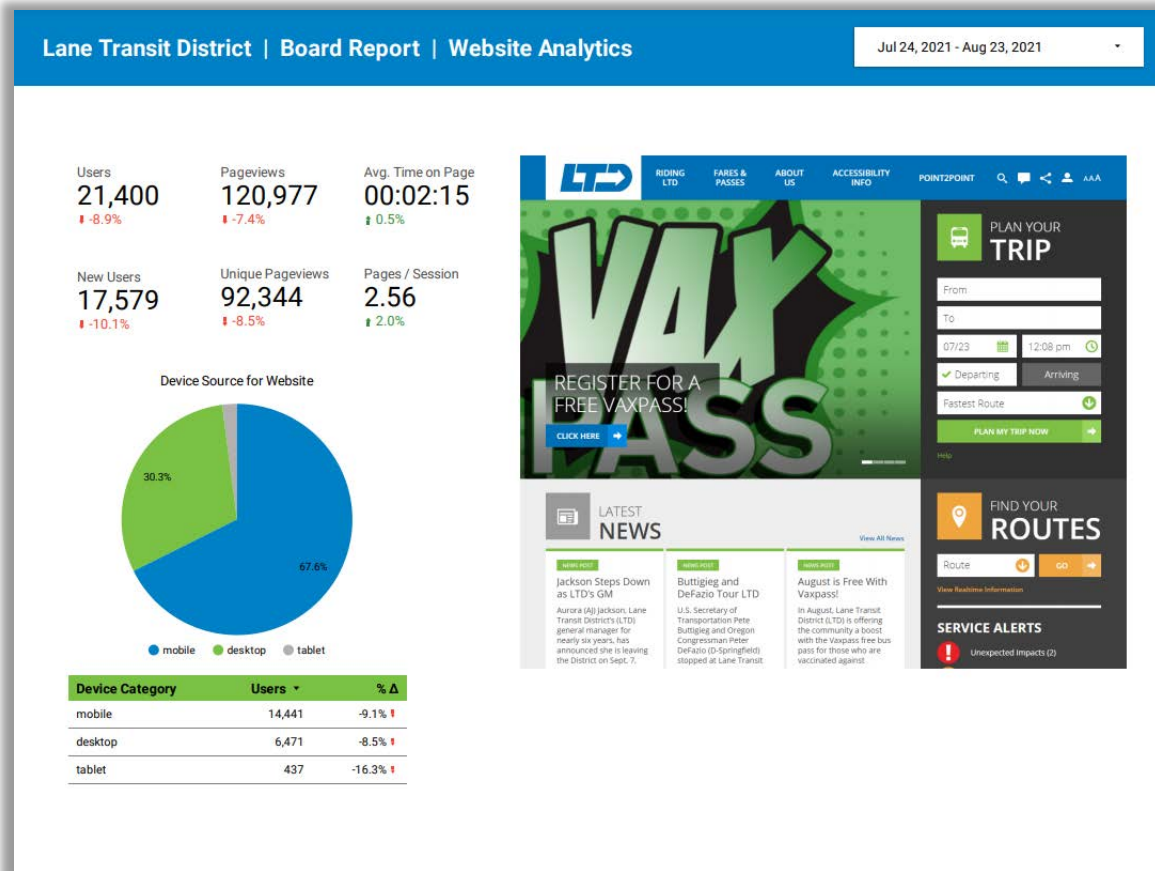 Lane Transit District | Board Report | Website Analytics
Jul 24, 2021 - Aug 23, 2021
Users
21,400
-8.9%
Pageviews
120,977
-7.4%
Avg. Time on Page
00:02:15
0.5%
New Users
17,579
-10.1%
Unique Pageviews
92,344
-8.5%
Pages / Session
2.56
2.0%
Device Source for Website
30.3%
67.6%
mobile desktop tablet
Device Category Users % Δ
mobile 14,441 -9.1%
desktop 6,471 -8.5%
tablet 437 -16.3%
LTD
RIDING
LTD
FARES &
PASSES
ABOUT
US
ACCESSIBILITY
INFO
POINT2POINT
AAA
VAX
PASS
REGISTER FOR A
FREE VAXPASS!
CLICK HERE
PLAN YOUR
TRIP
From
To
07/23 12:08 pm
Departing Arriving
Fastest Route
PLAN MY TRIP NOW
Help
LATEST
NEWS
View All News
NEWS POST
Jackson Steps Down
as LTD's GM
Aurora (AJ) Jackson, Lane
Transit District's (LTD)
general manager for
nearly six years, has
announced she is leaving
the District on Sept. 7.
NEWS POST
Buttigieg and
DeFazio Tour LTD
U.S. Secretary of
Transportation Pete
Buttigieg and Oregon
Congressman Peter
DeFazio (D-Springfield)
stopped at Lane Transit
NEWS POST
August is Free With
Vaxpass!
In August, Lane Transit
District (LTD) is offering
the community a boost
with the Vaxpass free bus
pass for those who are
vaccinated against
FIND YOUR
ROUTES
Route GO
View Realtime Information
SERVICE ALERTS
Unexpected Impacts (2)